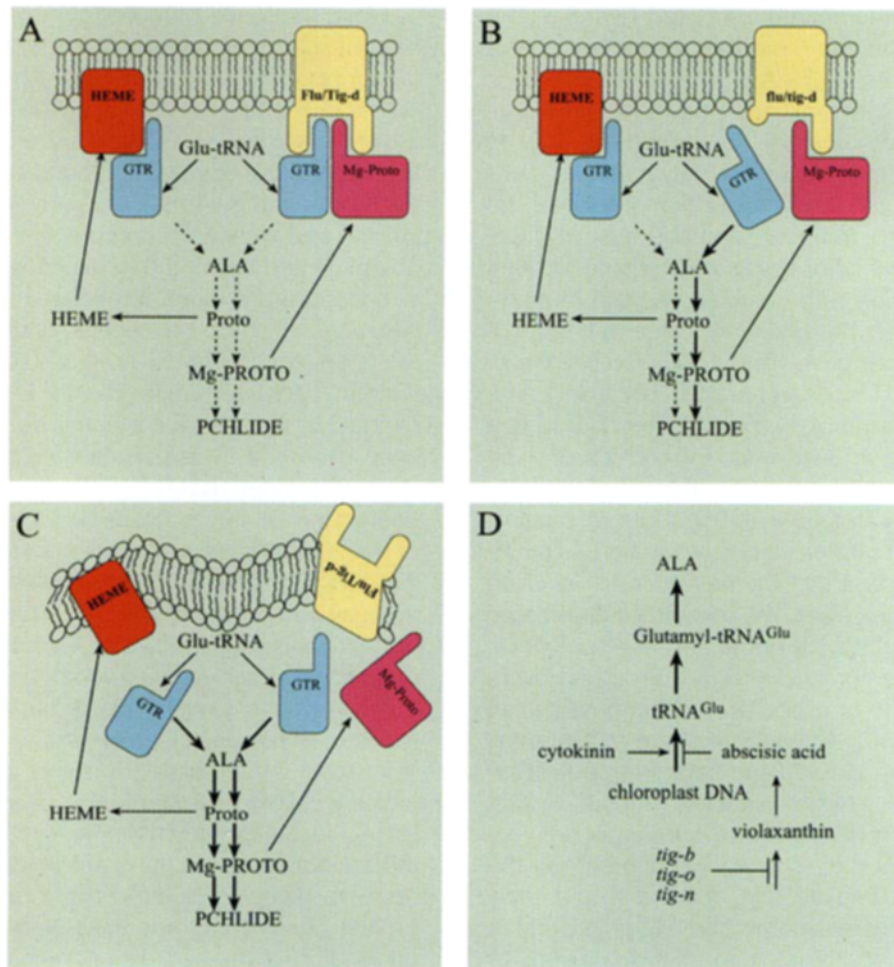 A
HEME
Flu/Tig-d
Glu-tRNA
GTR
GTR
Mg-Proto
ALA
HEME
Proto
Mg-PROTO
PCHLIDE
B
HEME
flu/tig-d
Glu-tRNA
GTR
GTR
Mg-Proto
ALA
HEME
Proto
Mg-PROTO
PCHLIDE
C
HEME
Flu/Tig-d
Glu-tRNA
GTR
GTR
Mg-Proto
ALA
HEME
Proto
Mg-PROTO
PCHLIDE
D
ALA
Glutamyl-tRNAGlu
tRNAGlu
cytokinin
abscisic acid
chloroplast DNA
violaxanthin
tig-b
tig-o
tig-n